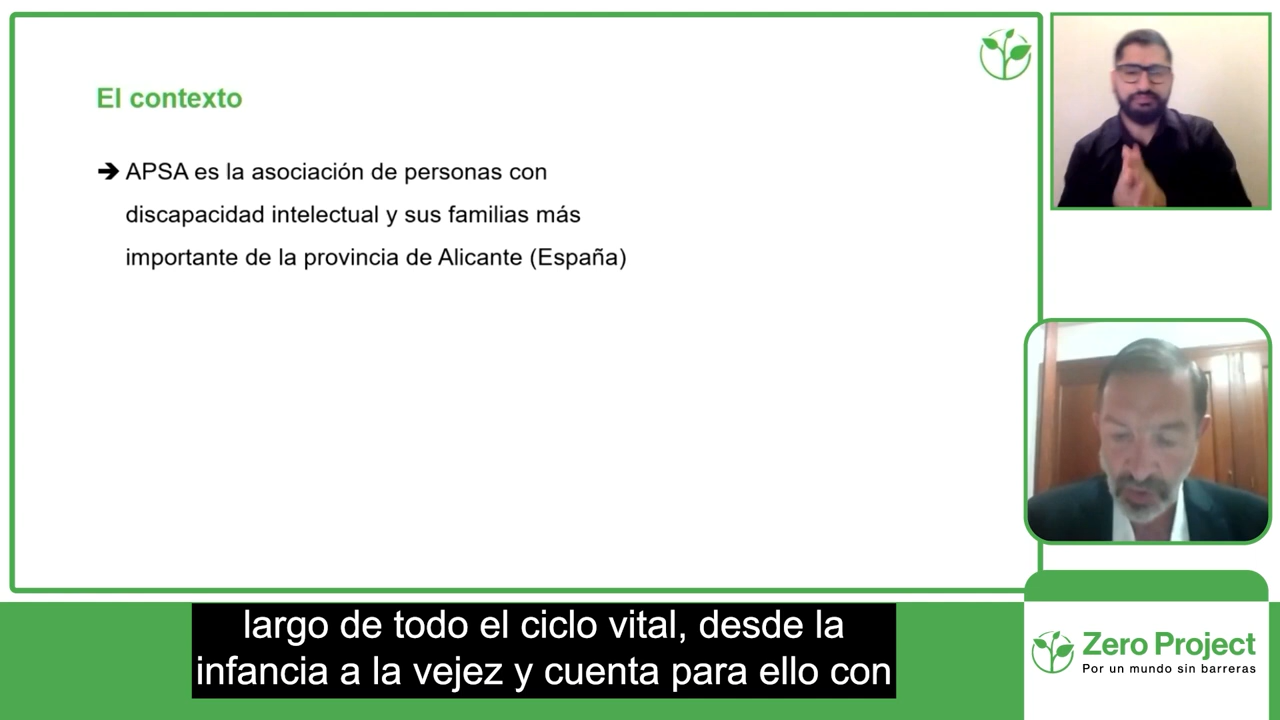 El contexto
➔ APSA es la asociación de personas con
discapacidad intelectual y sus familias más
importante de la provincia de Alicante (España)
largo de todo el ciclo vital, desde la
infancia a la vejez y cuenta para ello con
Zero Project
Por un mundo sin barreras